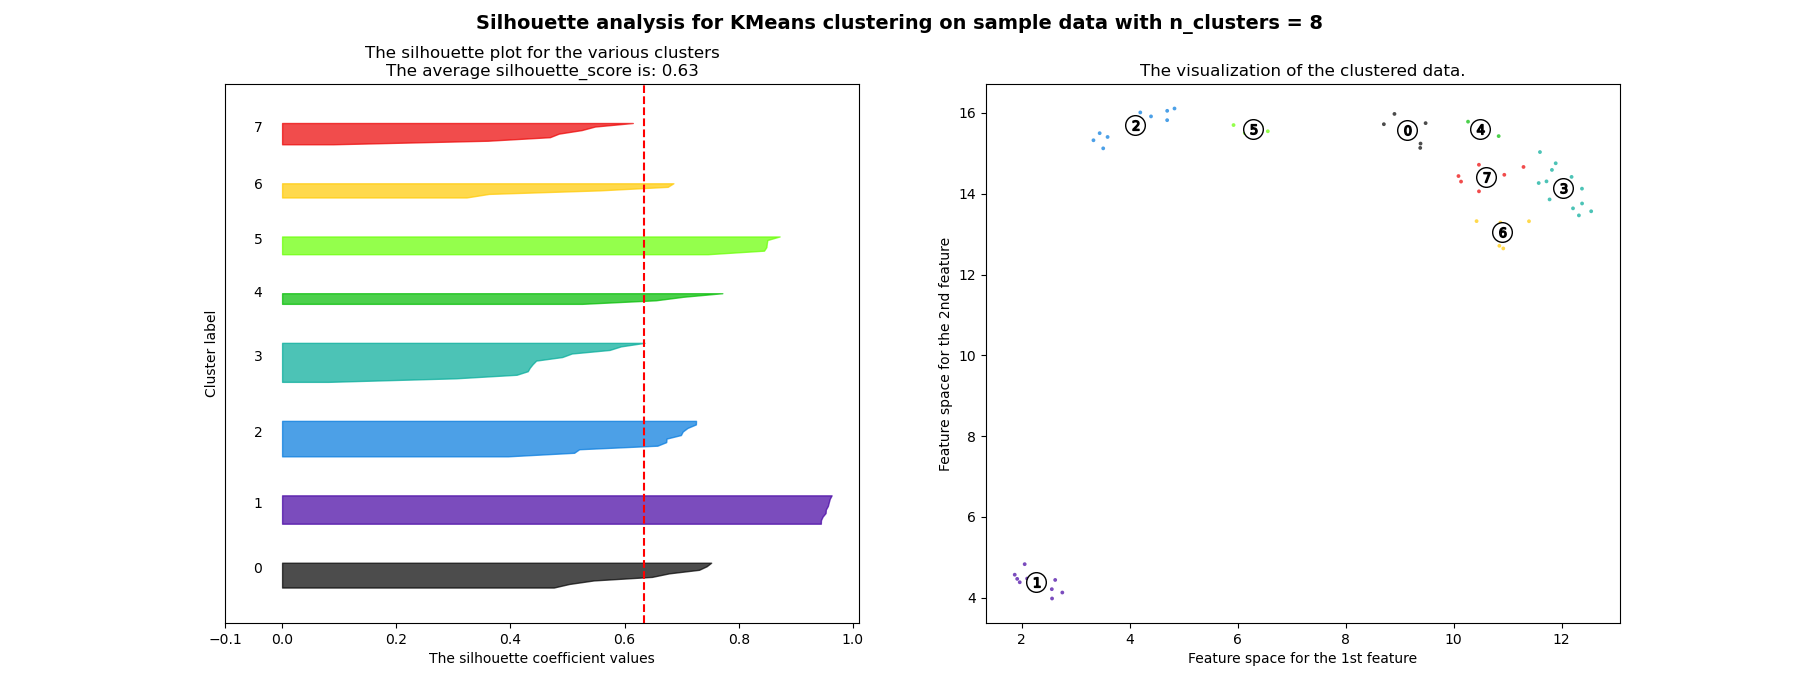 Silhouette analysis for KMeans clustering on sample data with n_clusters = 8
The silhouette plot for the various clusters
The average silhouette_score is: 0.63
7
6
5
4
3
2
1
0
Cluster label
−0.1 0.0 0.2 0.4 0.6 0.8 1.0
The silhouette coefficient values
The visualization of the clustered data.
16
14
12
10
8
6
4
Feature space for the 2nd feature
2 5 0 4
7 3
6
1
2 4 6 8 10 12
Feature space for the 1st feature